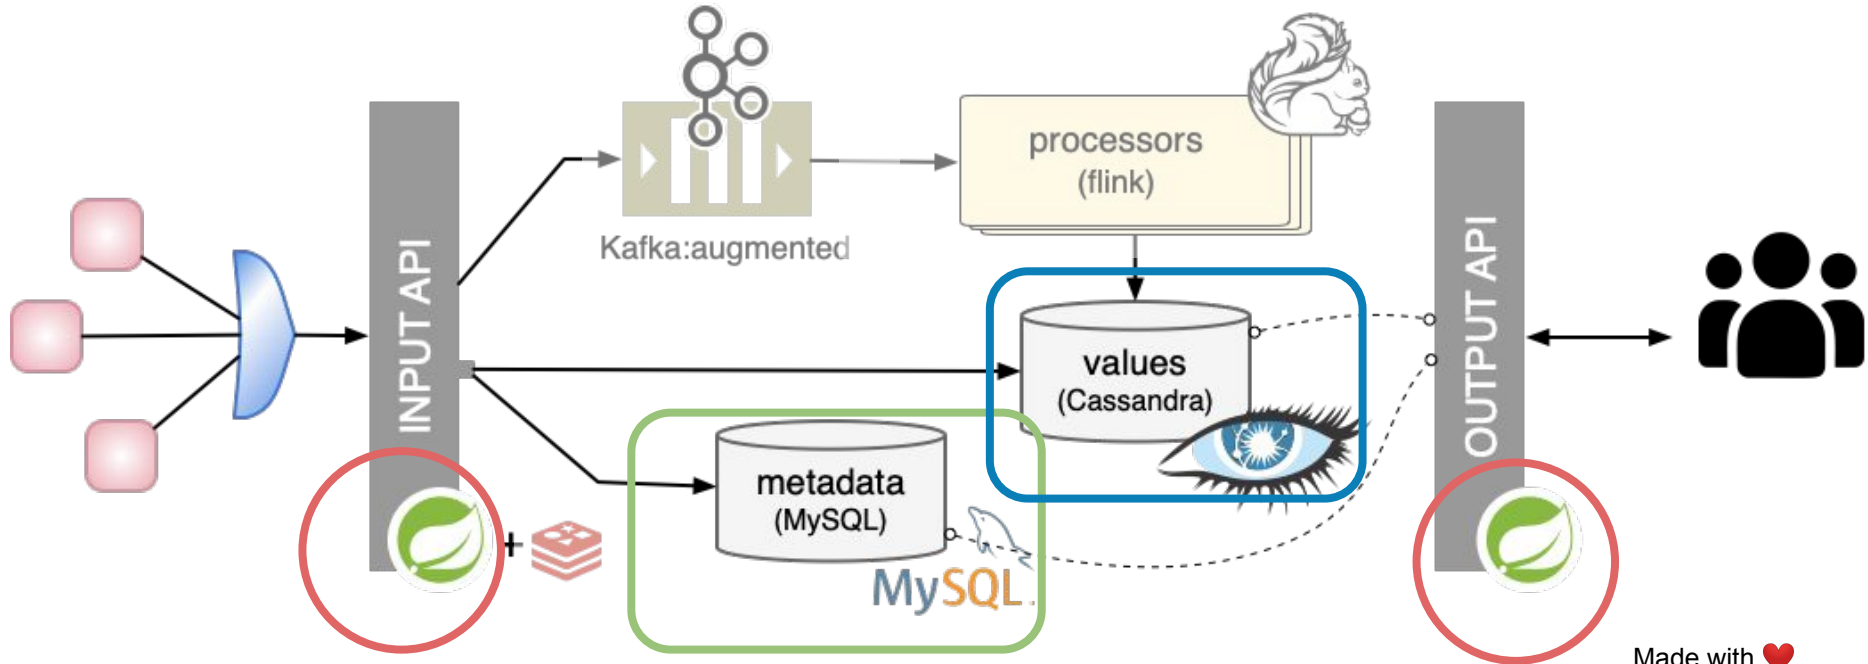 INPUT API
Kafka:augmented
processors
(flink)
values
(Cassandra)
metadata
(MySQL)
+
MySQL
OUTPUT API
Made with ❤️